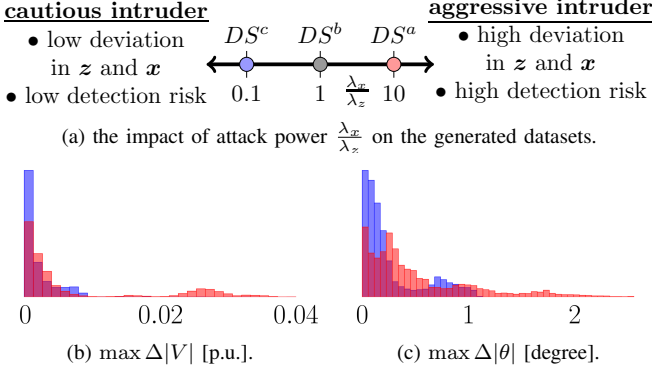 cautious intruder
• low deviation
in z and x
• low detection risk
DS^c DS^b DS^a
0.1 1 λ_x/λ_z 10
aggressive intruder
• high deviation
in z and x
• high detection risk
(a) the impact of attack power λ_x/λ_z on the generated datasets.
0 0.02 0.04
(b) max Δ|V| [p.u.].
0 1 2
(c) max Δ|θ| [degree].